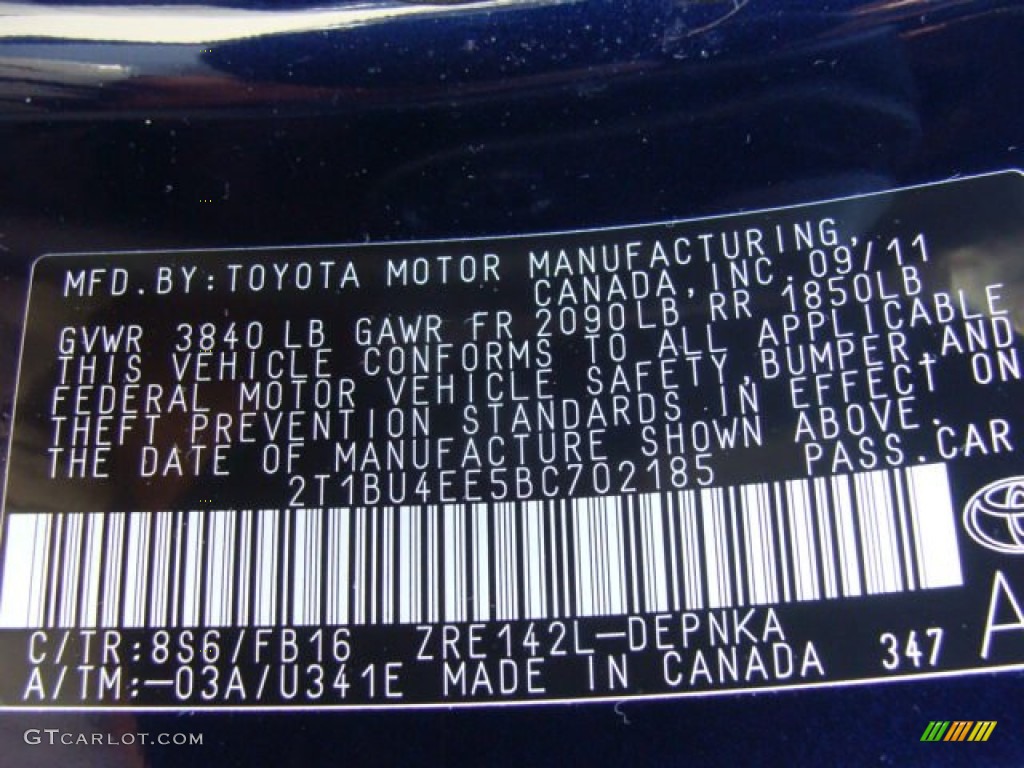 MFD.BY:TOYOTA MOTOR MANUFACTURING,
CANADA,INC.09/11
GVWR 3840LB GAWR FR 2090LB RR 1850LB
THIS VEHICLE CONFORMS TO ALL APPLICABLE
FEDERAL MOTOR VEHICLE SAFETY,BUMPER,AND
THEFT PREVENTION STANDARDS IN EFFECT ON
THE DATE OF MANUFACTURE SHOWN ABOVE.
2T1BU4EE5BC702185 PASS.CAR
C/TR:8S6/FB16 ZRE142L-DEPNKA
A/TM:-03A/U341E MADE IN CANADA 347
A
GTCARLOT.COM